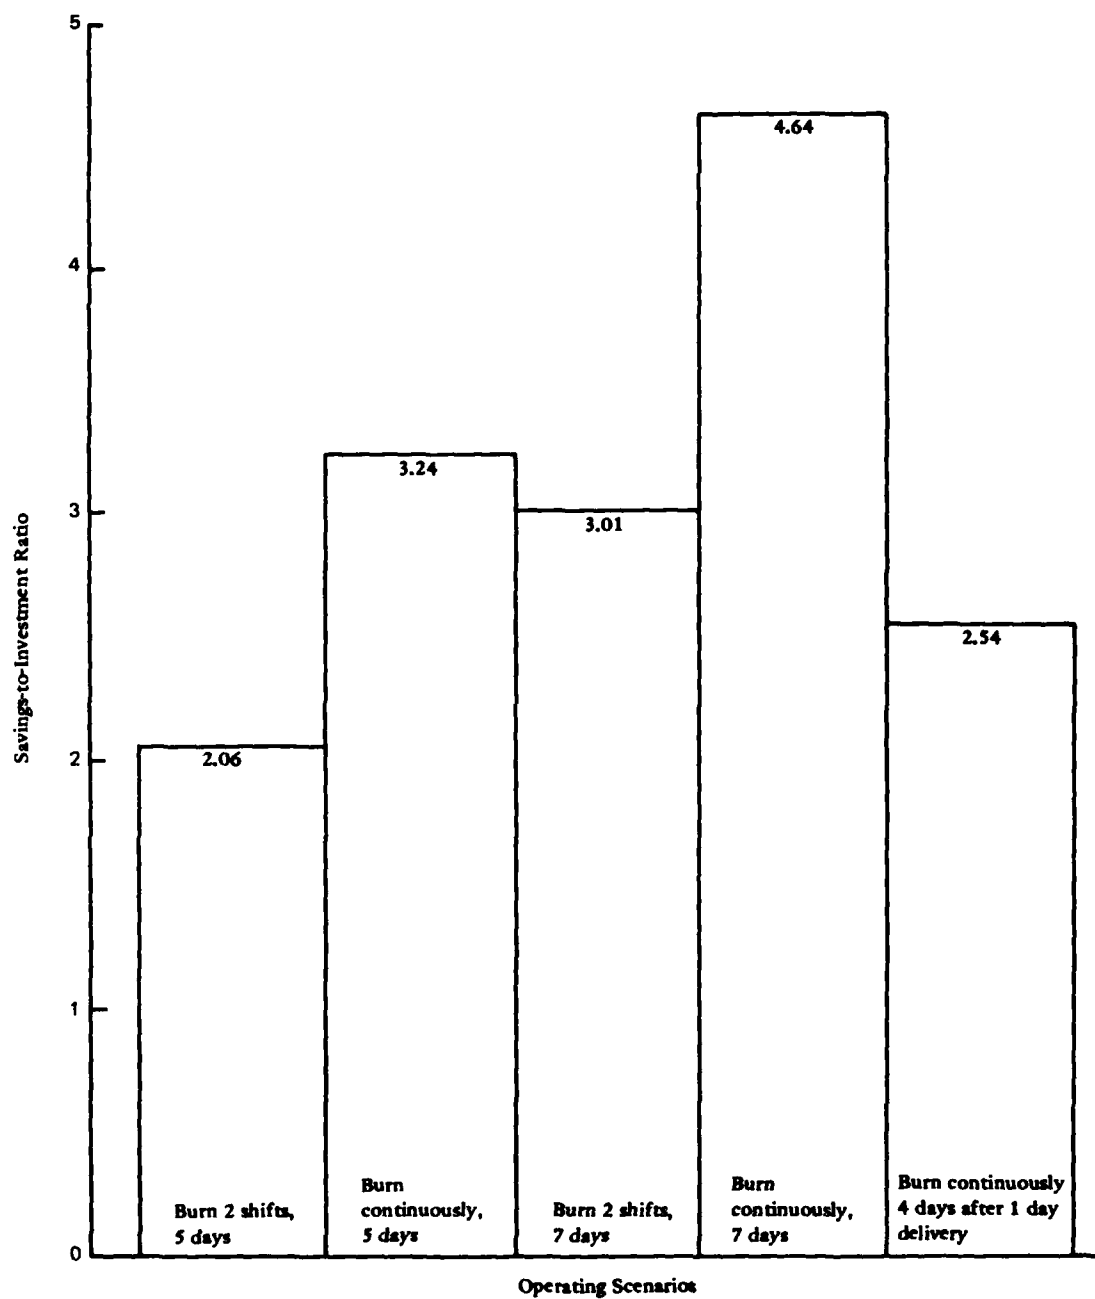 5
4
3
2
1
0
Savings-to-Investment Ratio
2.06
3.24
3.01
4.64
2.54
Burn 2 shifts,
5 days
Burn
continuously,
5 days
Burn 2 shifts,
7 days
Burn
continuously,
7 days
Burn continuously
4 days after 1 day
delivery
Operating Scenarios